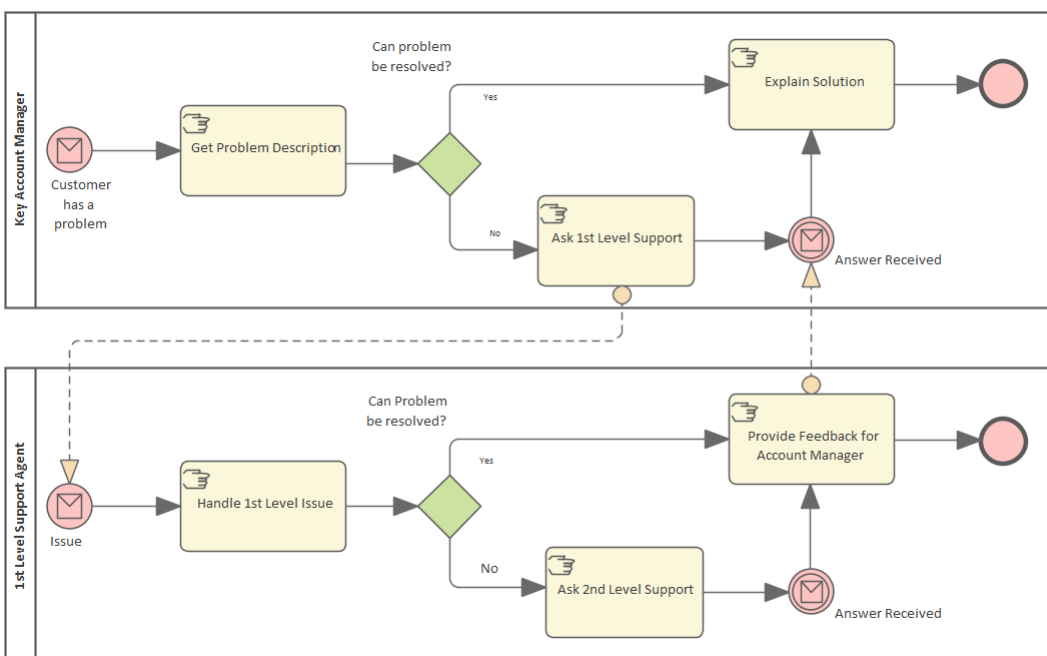 Key Account Manager
Can problem
be resolved?
Yes
Explain Solution
Get Problem Description
Customer
has a
problem
No
Ask 1st Level Support
Answer Received
1st Level Support Agent
Can Problem
be resolved?
Yes
Provide Feedback for
Account Manager
Handle 1st Level Issue
Issue
No
Ask 2nd Level Support
Answer Received